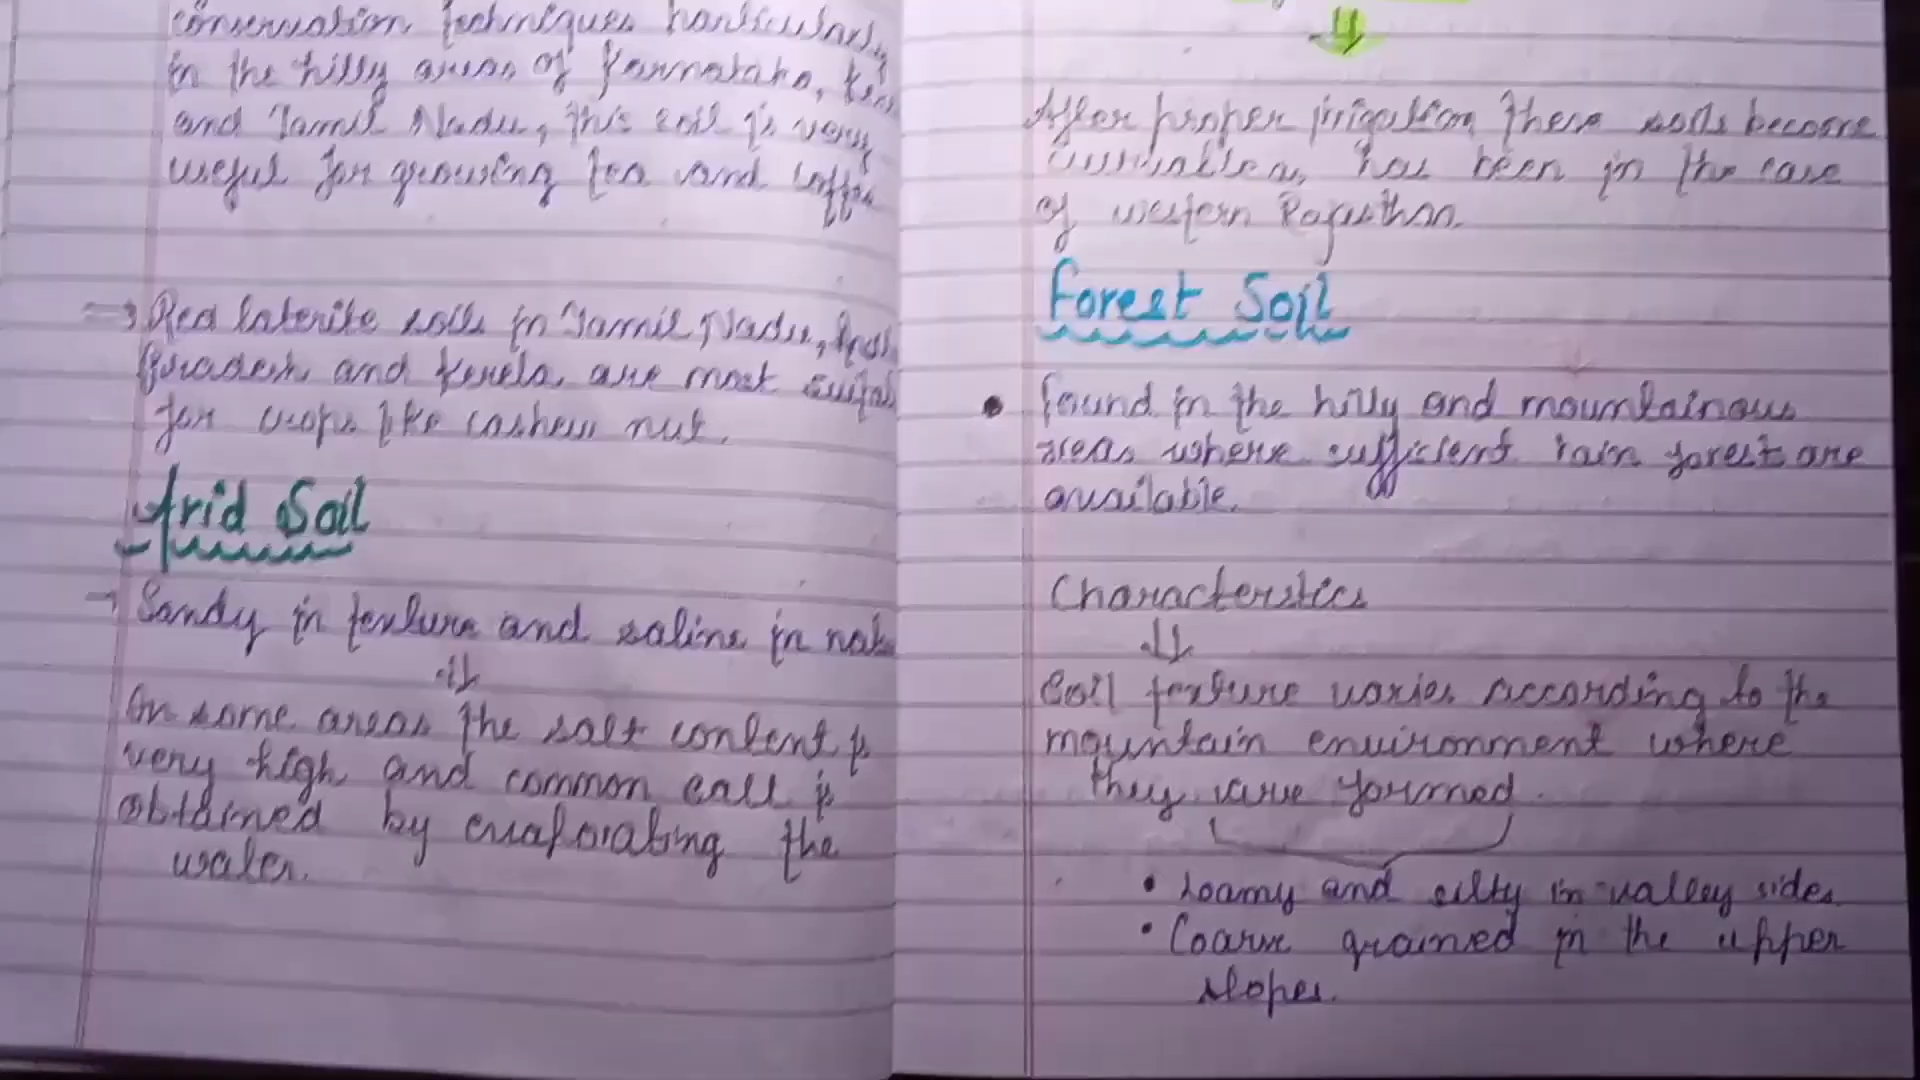 conservation techniques particularly
in the hilly areas of Karnataka,
and Tamil Nadu, this soil is very
useful for growing tea and coffee
⇒ Red laterite soils in Tamil Nadu,
Pradesh and Kerela are most
for crops like cashew nut.
Arid Soil
→ Sandy in texture and saline in
In some areas the salt content is
very high and common salt is
obtained by evaporating the
water.
After proper irrigation these soils become
has been in the case
of western Rajasthan
Forest Soil
• Found in the hilly and mountainous
areas where sufficient rain forest are
available.
Characteristics
Soil texture varies according to the
mountain environment where
they are formed.
• Loamy and silty in valley sides
• Coarse grained in the upper
slopes.